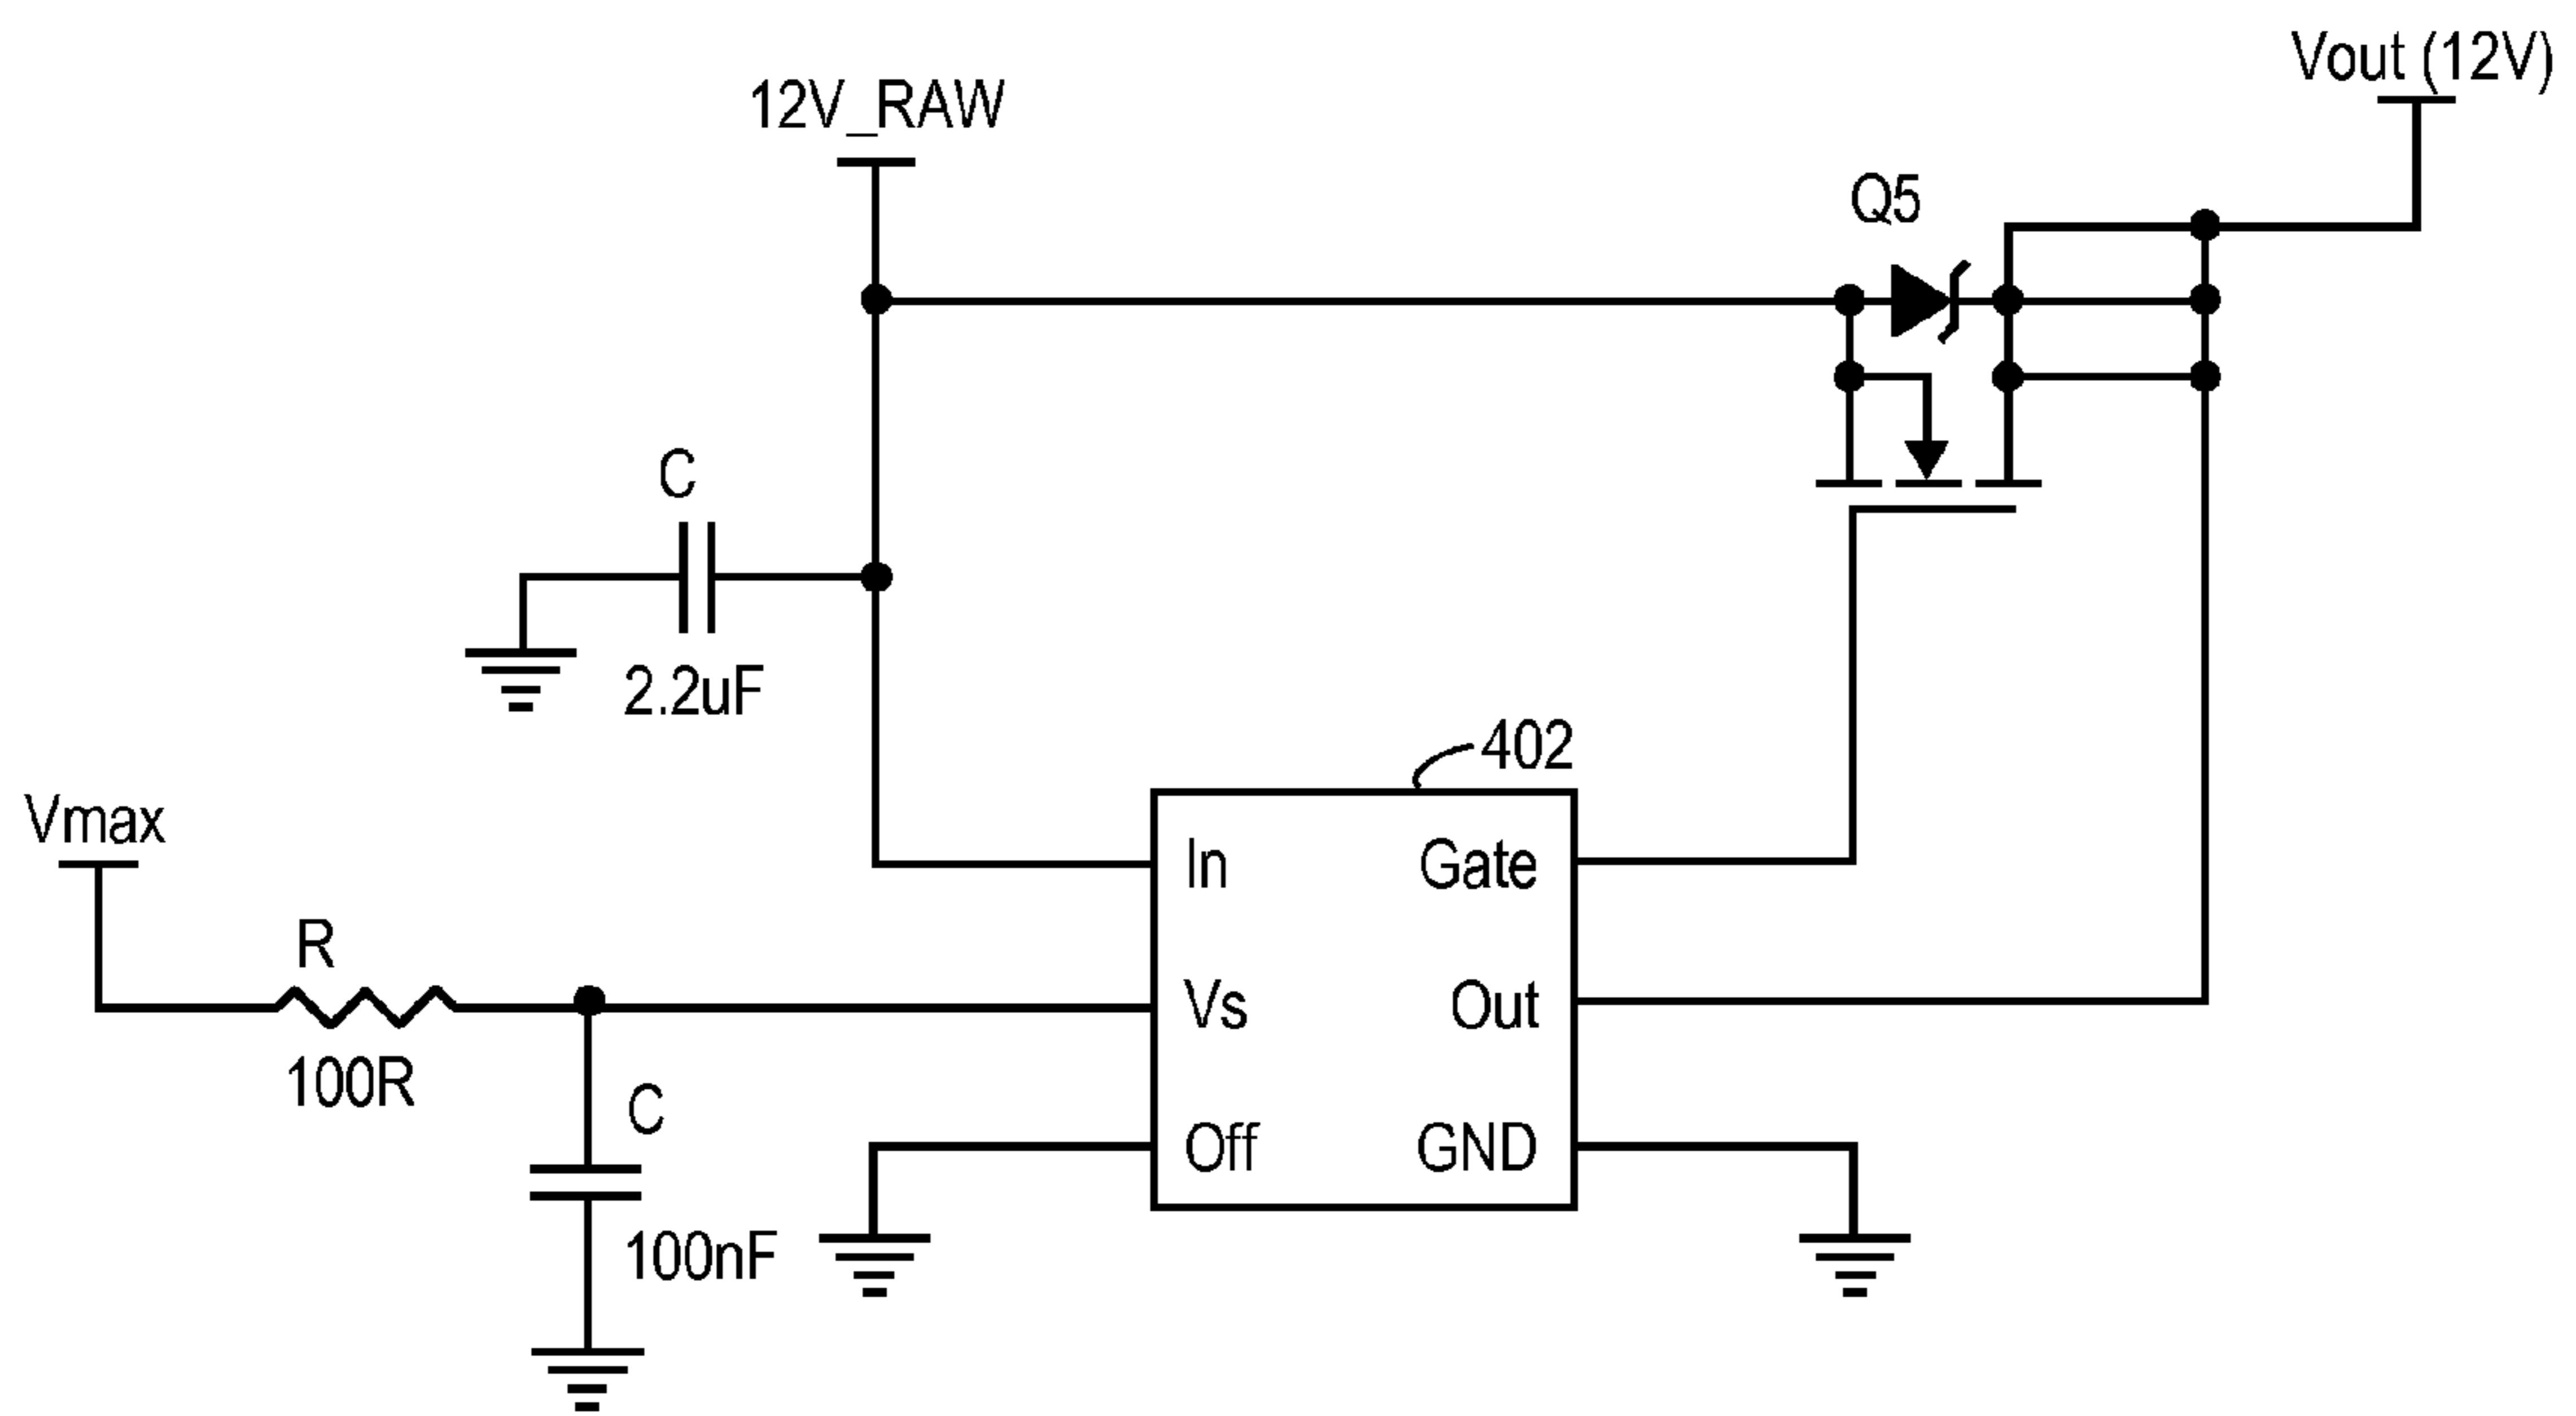 Vout (12V)
12V_RAW
Q5
C
2.2uF
402
Vmax
In
Gate
R
Vs
Out
100R
C
Off
GND
100nF